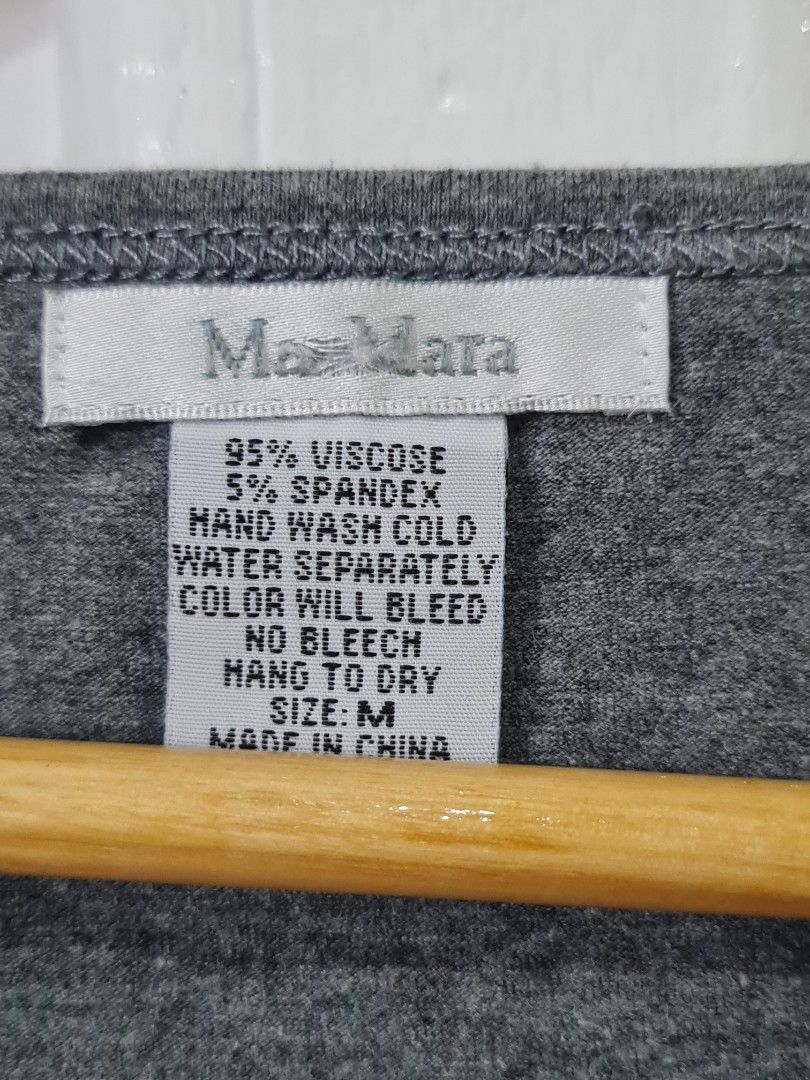 Ma Mara
95% VISCOSE
5% SPANDEX
HAND WASH COLD
WATER SEPARATELY
COLOR WILL BLEED
NO BLEECH
HANG TO DRY
SIZE: M
MADE IN CHINA